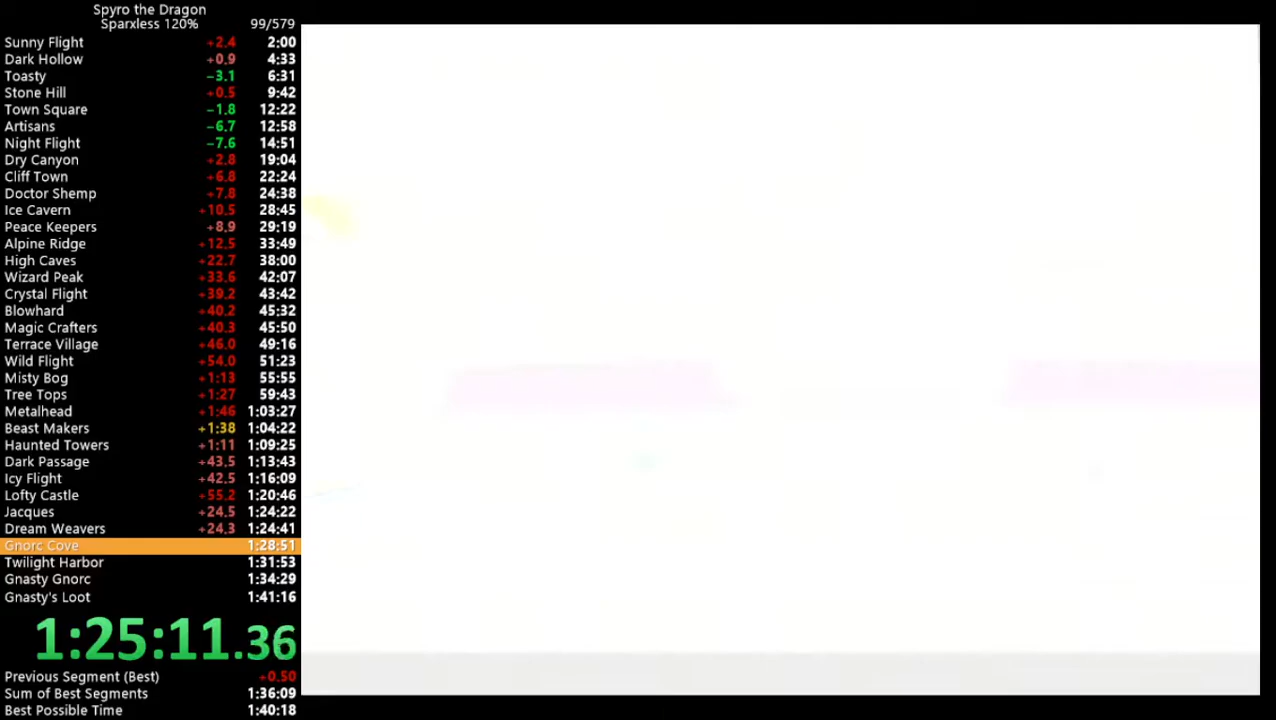 Spyro the Dragon
Sparxless 120% 99/579
Sunny Flight +2.4 2:00
Dark Hollow +0.9 4:33
Toasty −3.1 6:31
Stone Hill +0.5 9:42
Town Square −1.8 12:22
Artisans −6.7 12:58
Night Flight −7.6 14:51
Dry Canyon +2.8 19:04
Cliff Town +6.8 22:24
Doctor Shemp +7.8 24:38
Ice Cavern +10.5 28:45
Peace Keepers +8.9 29:19
Alpine Ridge +12.5 33:49
High Caves +22.7 38:00
Wizard Peak +33.6 42:07
Crystal Flight +39.2 43:42
Blowhard +40.2 45:32
Magic Crafters +40.3 45:50
Terrace Village +46.0 49:16
Wild Flight +54.0 51:23
Misty Bog +1:13 55:55
Tree Tops +1:27 59:43
Metalhead +1:46 1:03:27
Beast Makers +1:38 1:04:22
Haunted Towers +1:11 1:09:25
Dark Passage +43.5 1:13:43
Icy Flight +42.5 1:16:09
Lofty Castle +55.2 1:20:46
Jacques +24.5 1:24:22
Dream Weavers +24.3 1:24:41
Gnorc Cove 1:28:51
Twilight Harbor 1:31:53
Gnasty Gnorc 1:34:29
Gnasty's Loot 1:41:16
1:25:11.36
Previous Segment (Best) +0.50
Sum of Best Segments 1:36:09
Best Possible Time 1:40:18